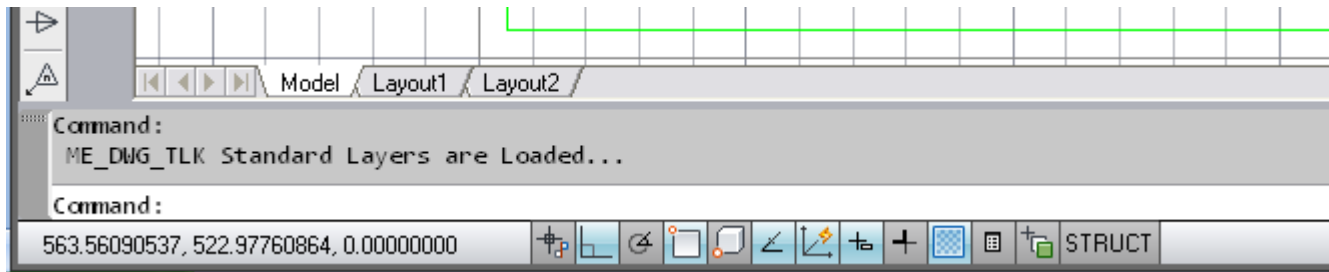 Model Layout1 Layout2
Command:
ME_DWG_TLK Standard Layers are Loaded...
Command:
563.56090537, 522.97760864, 0.00000000 STRUCT